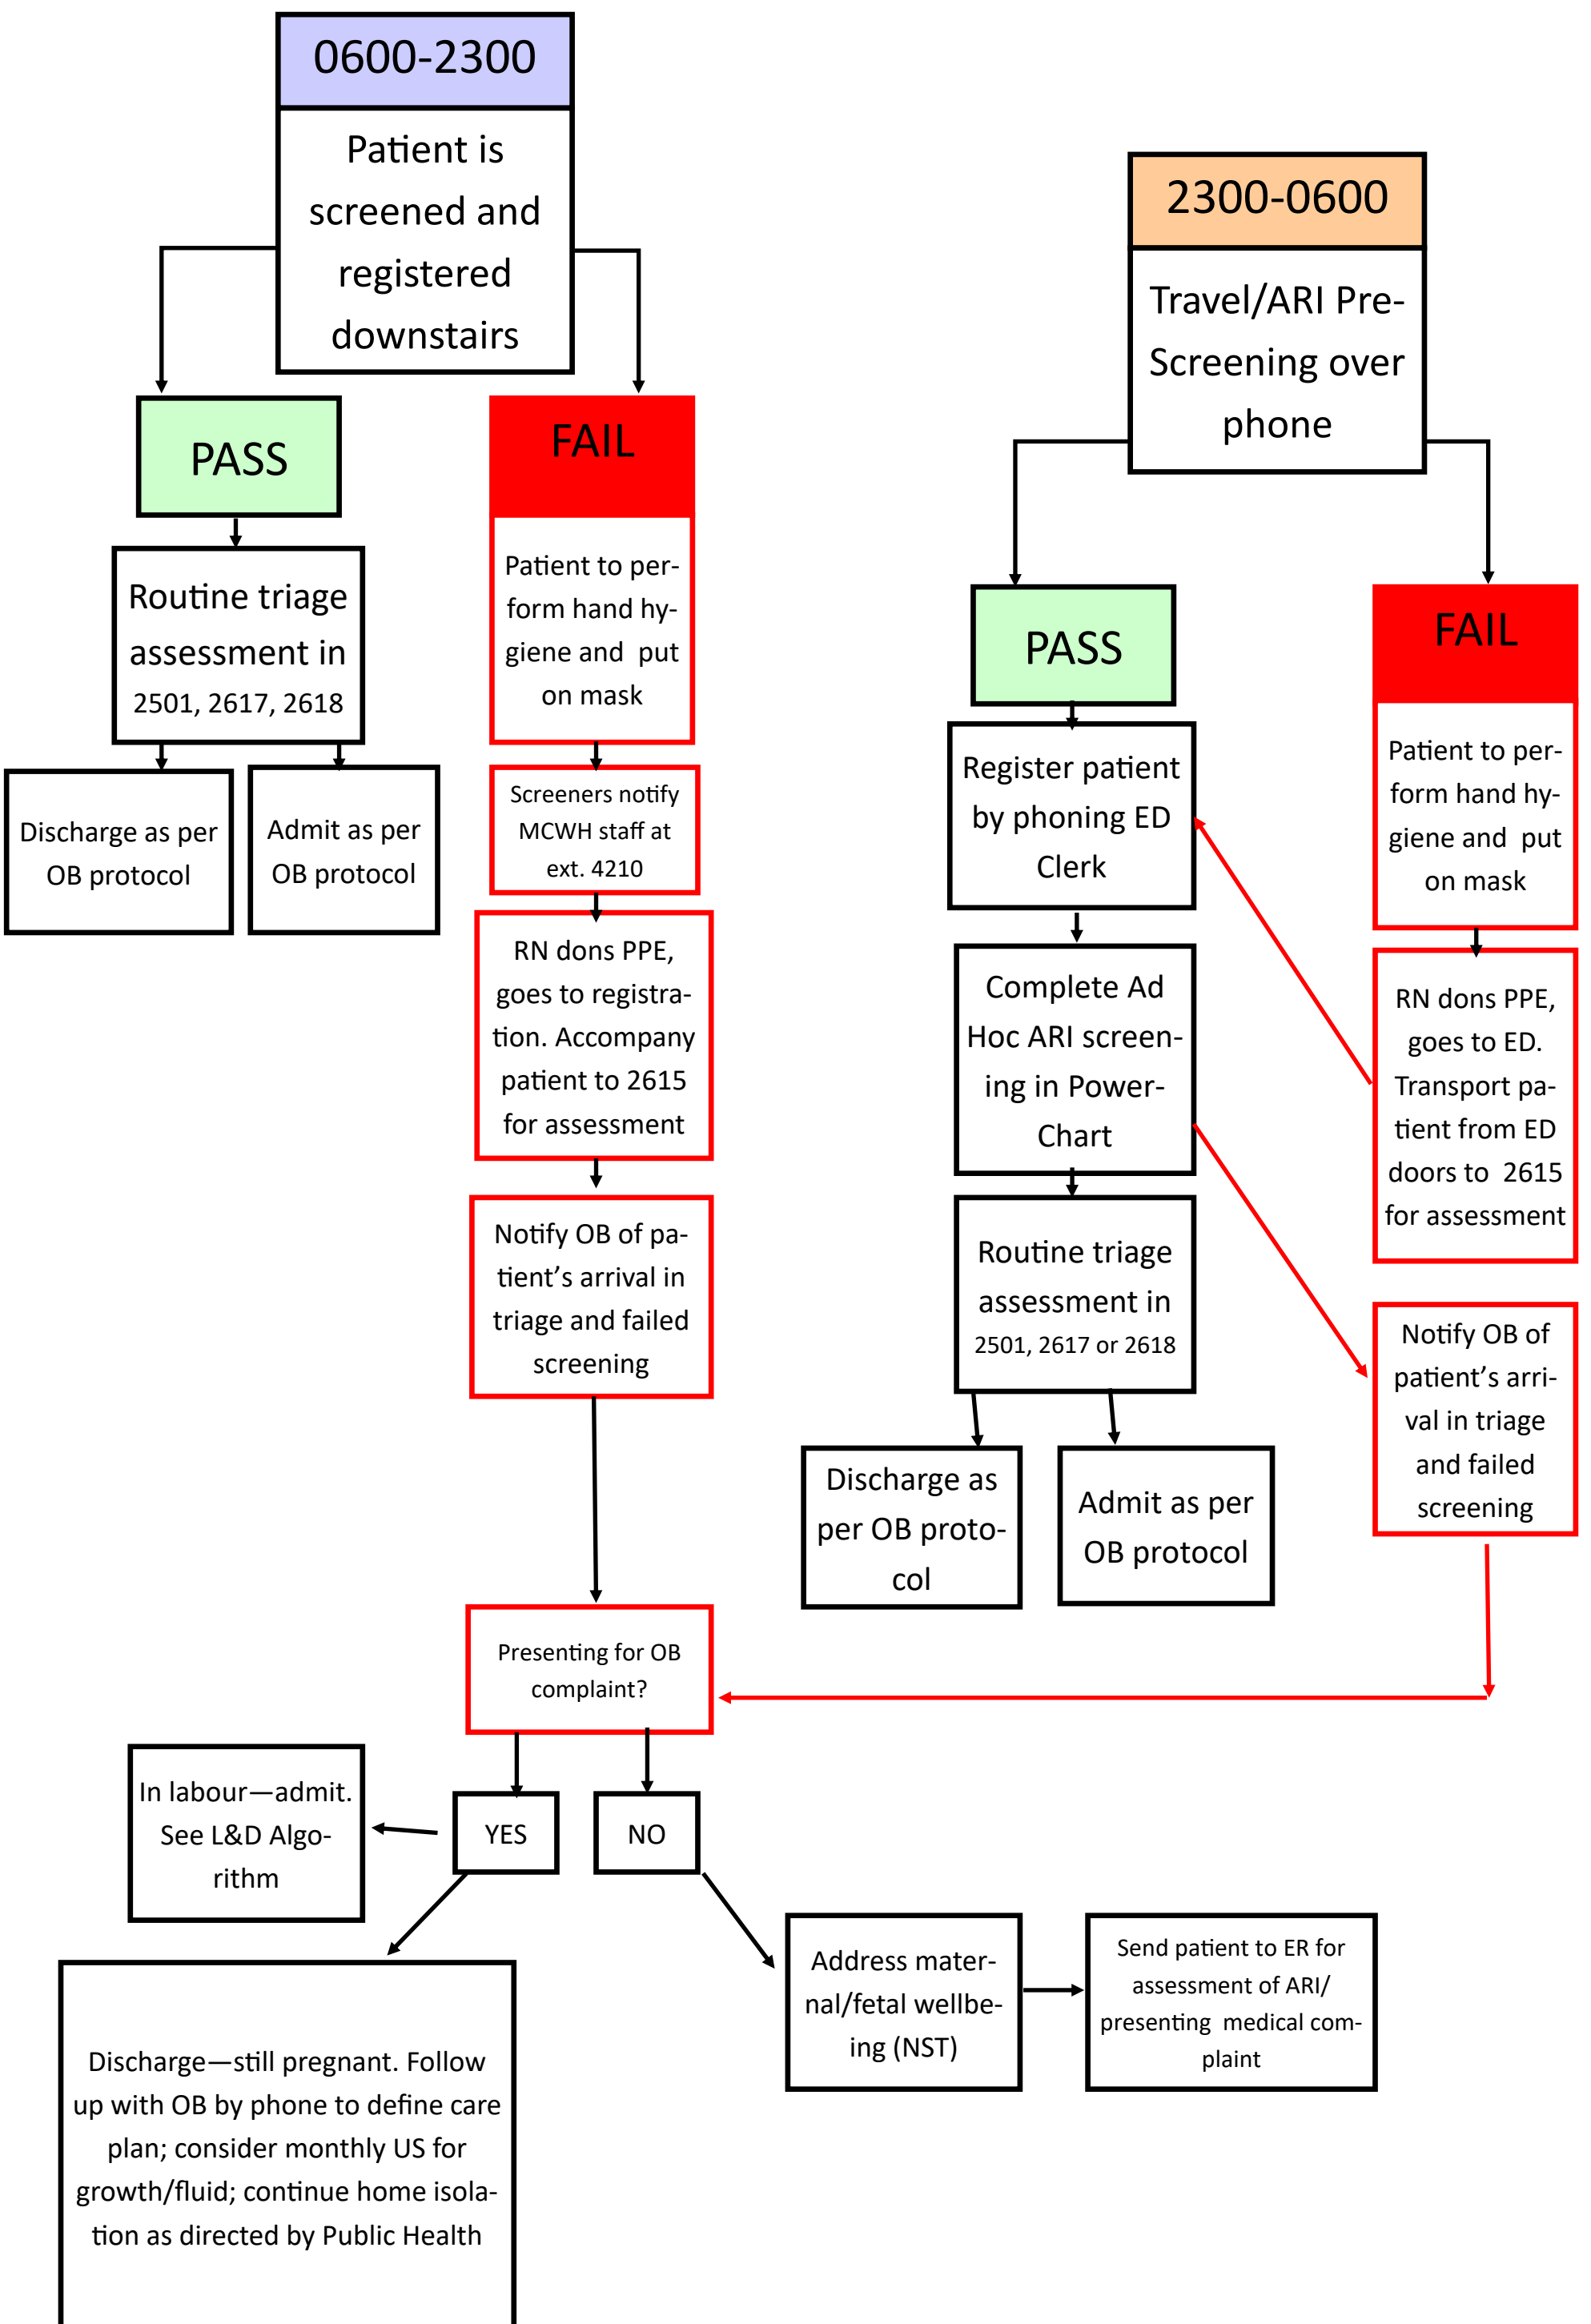 0600-2300
Patient is
screened and
registered
downstairs
PASS
Routine triage
assessment in
2501, 2617, 2618
Discharge as per
OB protocol
Admit as per
OB protocol
FAIL
Patient to per-
form hand hy-
giene and  put
on mask
Screeners notify
MCWH staff at
ext. 4210
RN dons PPE,
goes to registra-
tion. Accompany
patient to 2615
for assessment
Notify OB of pa-
tient’s arrival in
triage and failed
screening
2300-0600
Travel/ARI Pre-
Screening over
phone
PASS
Register patient
by phoning ED
Clerk
Complete Ad
Hoc ARI screen-
ing in Power-
Chart
Routine triage
assessment in
2501, 2617 or 2618
Discharge as
per OB proto-
col
Admit as per
OB protocol
FAIL
Patient to per-
form hand hy-
giene and  put
on mask
RN dons PPE,
goes to ED.
Transport pa-
tient from ED
doors to  2615
for assessment
Notify OB of
patient’s arri-
val in triage
and failed
screening
Presenting for OB
complaint?
YES
NO
In labour—admit.
See L&D Algo-
rithm
Discharge—still pregnant. Follow
up with OB by phone to define care
plan; consider monthly US for
growth/fluid; continue home isola-
tion as directed by Public Health
Address mater-
nal/fetal wellbe-
ing (NST)
Send patient to ER for
assessment of ARI/
presenting  medical com-
plaint